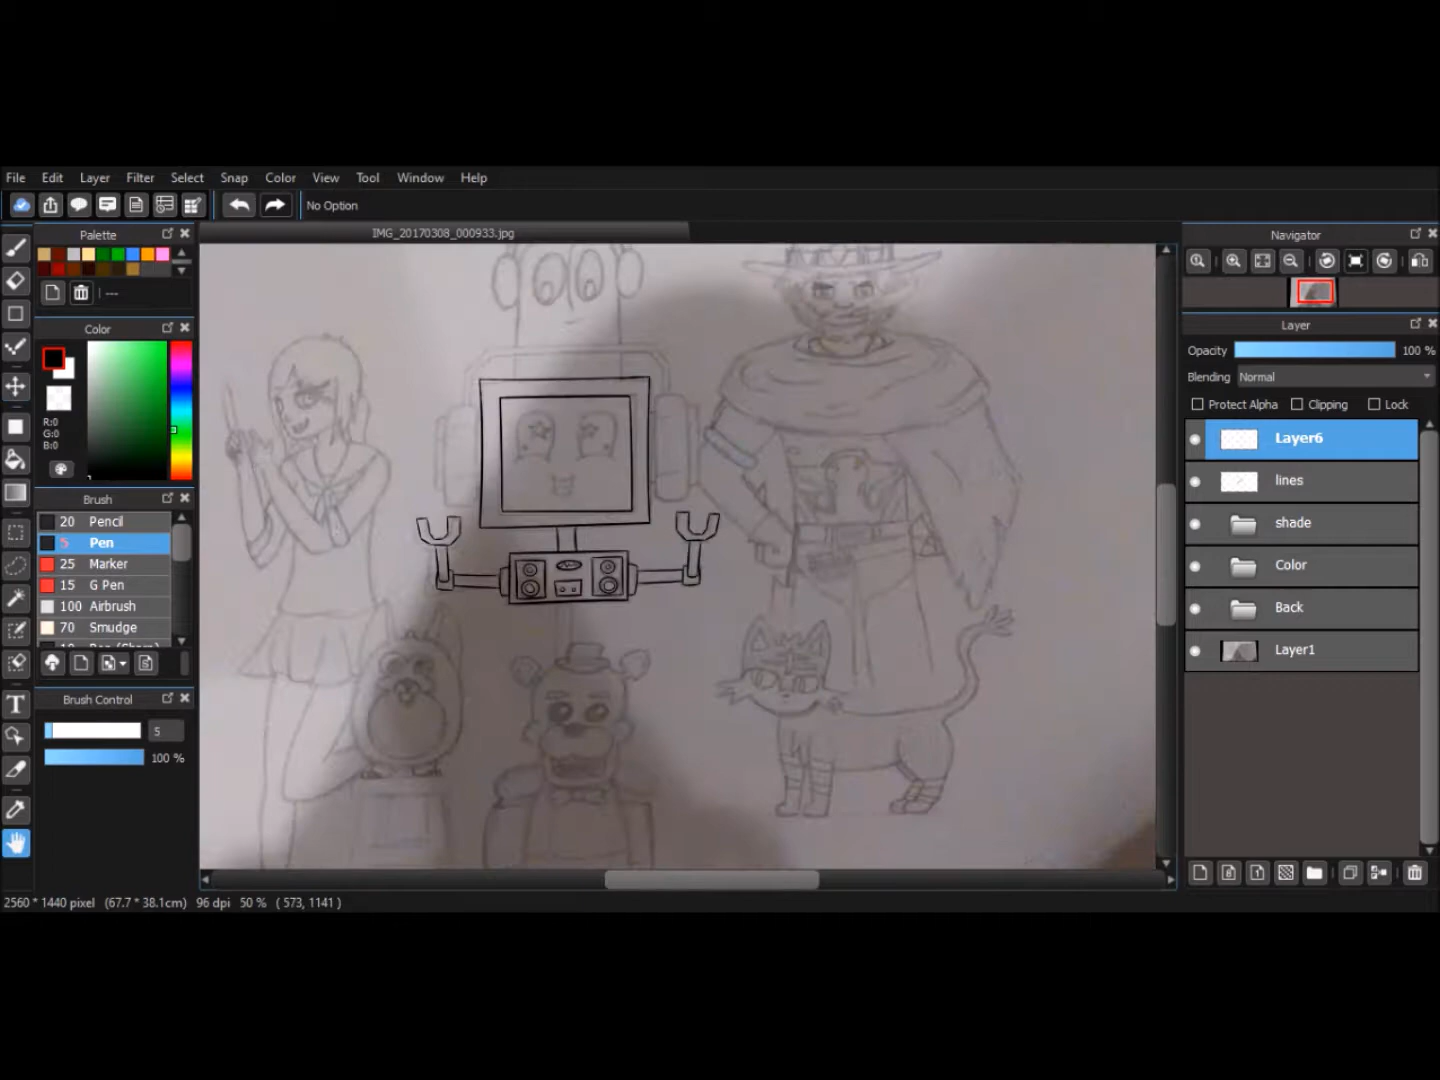 File Edit Layer Filter Select Snap Color View Tool Window Help
No Option
Palette
IMG_20170308_000933.jpg
Navigator
---
Color
R:0
G:0
B:0
Brush
20 Pencil
5 Pen
25 Marker
15 G Pen
100 Airbrush
70 Smudge
Brush Control
5
100 %
Layer
Opacity 100 %
Blending Normal
Protect Alpha Clipping Lock
Layer6
lines
shade
Color
Back
Layer1
2560 * 1440 pixel (67.7 * 38.1cm) 96 dpi 50 % ( 573, 1141 )